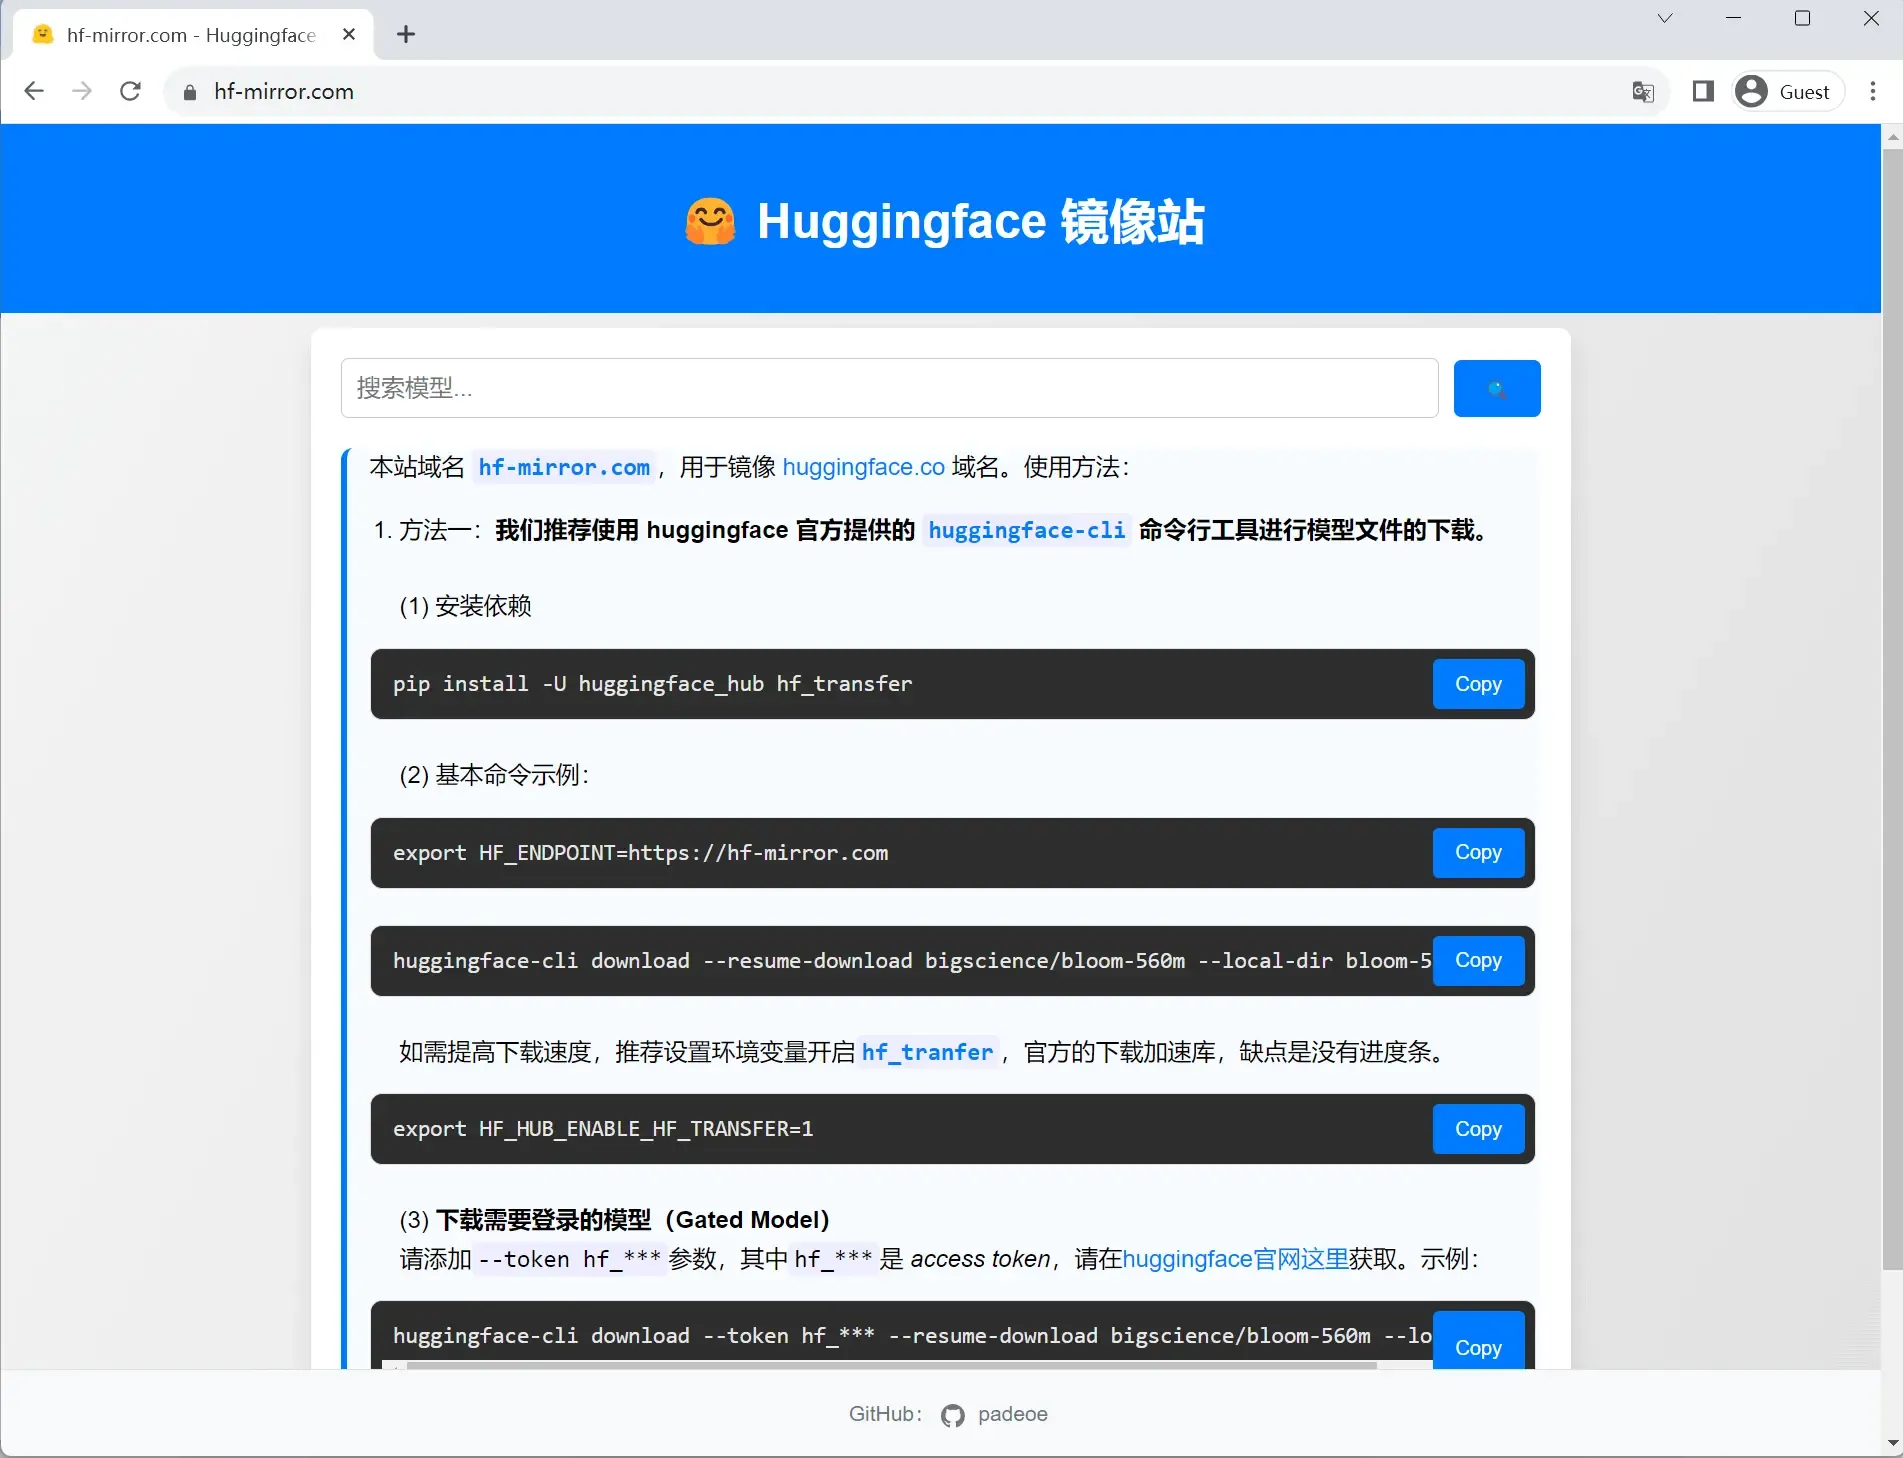 hf-mirror.com - Huggingface
hf-mirror.com
Guest
Huggingface 镜像站
搜索模型...
本站域名 hf-mirror.com，用于镜像 huggingface.co 域名。使用方法：
1. 方法一：我们推荐使用 huggingface 官方提供的 huggingface-cli 命令行工具进行模型文件的下载。
(1) 安装依赖
pip install -U huggingface_hub hf_transfer
Copy
(2) 基本命令示例：
export HF_ENDPOINT=https://hf-mirror.com
Copy
huggingface-cli download --resume-download bigscience/bloom-560m --local-dir bloom-5
Copy
如需提高下载速度，推荐设置环境变量开启 hf_tranfer，官方的下载加速库，缺点是没有进度条。
export HF_HUB_ENABLE_HF_TRANSFER=1
Copy
(3) 下载需要登录的模型（Gated Model）
请添加 --token hf_*** 参数，其中 hf_*** 是 access token，请在huggingface官网这里获取。示例：
huggingface-cli download --token hf_*** --resume-download bigscience/bloom-560m --lo
Copy
GitHub： padeoe